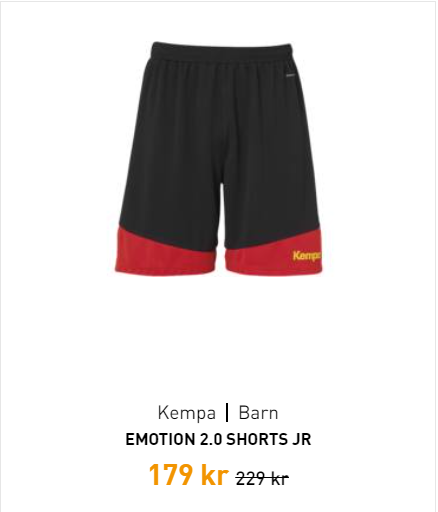 Kempa
Kempa | Barn
EMOTION 2.0 SHORTS JR
179 kr 229 kr